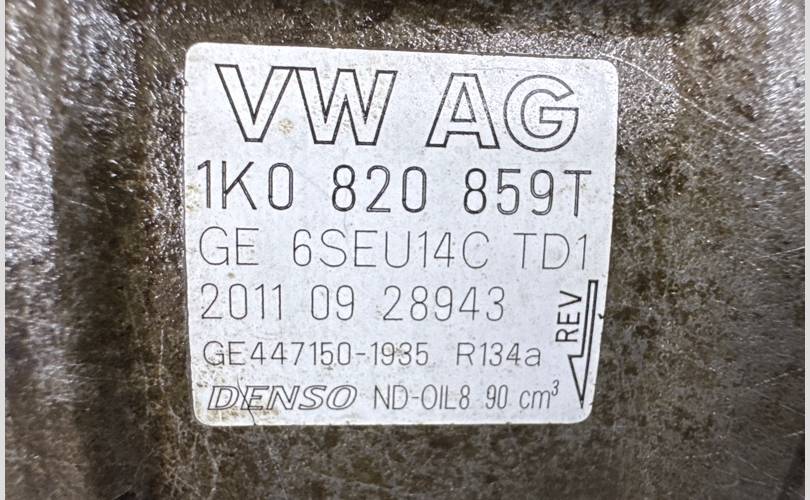 VW AG
1K0 820 859T
GE 6SEU14C TD1
2011 09 28943
REV
GE447150-1935 R134a
DENSO ND-OIL8 90 cm³